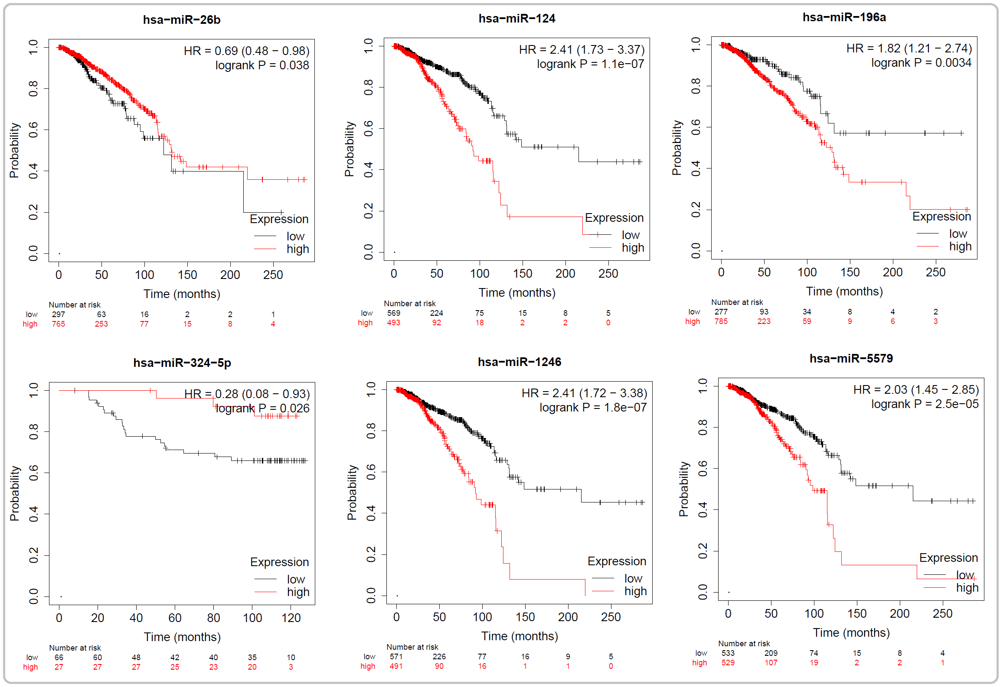 hsa−miR−26b
HR = 0.69 (0.48 − 0.98)
logrank P = 0.038
Probability
1.0
0.8
0.6
0.4
0.2
0.0
Expression
low
high
0 50 100 150 200 250
Time (months)
Number at risk
low 297 63 16 2 2 1
high 765 253 77 15 8 4
hsa−miR−124
HR = 2.41 (1.73 − 3.37)
logrank P = 1.1e−07
Probability
1.0
0.8
0.6
0.4
0.2
0.0
Expression
low
high
0 50 100 150 200 250
Time (months)
Number at risk
low 569 224 75 15 8 5
high 493 92 18 2 2 0
hsa−miR−196a
HR = 1.82 (1.21 − 2.74)
logrank P = 0.0034
Probability
1.0
0.8
0.6
0.4
0.2
0.0
Expression
low
high
0 50 100 150 200 250
Time (months)
Number at risk
low 277 93 34 8 4 2
high 785 223 59 9 6 3
hsa−miR−324−5p
HR = 0.28 (0.08 − 0.93)
logrank P = 0.026
Probability
1.0
0.8
0.6
0.4
0.2
0.0
Expression
low
high
0 20 40 60 80 100 120
Time (months)
Number at risk
low 66 60 48 42 40 35 10
high 27 27 27 25 23 20 3
hsa−miR−1246
HR = 2.41 (1.72 − 3.38)
logrank P = 1.8e−07
Probability
1.0
0.8
0.6
0.4
0.2
0.0
Expression
low
high
0 50 100 150 200 250
Time (months)
Number at risk
low 571 226 77 16 9 5
high 491 90 16 1 1 0
hsa−miR−5579
HR = 2.03 (1.45 − 2.85)
logrank P = 2.5e−05
Probability
1.0
0.8
0.6
0.4
0.2
0.0
Expression
low
high
0 50 100 150 200 250
Time (months)
Number at risk
low 533 209 74 15 8 4
high 529 107 19 2 2 1